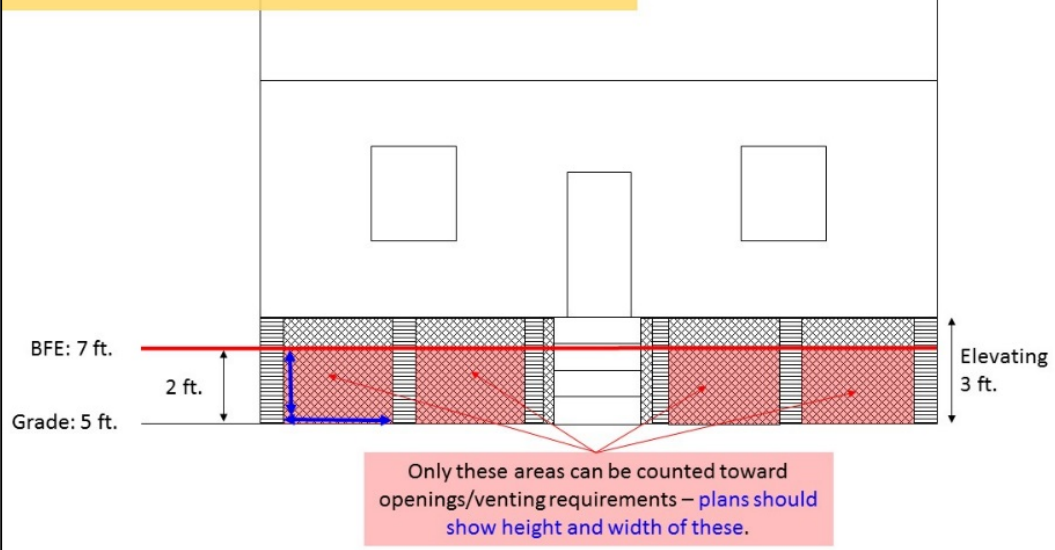 BFE: 7 ft.
2 ft.
Grade: 5 ft.
Elevating
3 ft.
Only these areas can be counted toward
openings/venting requirements – plans should
show height and width of these.